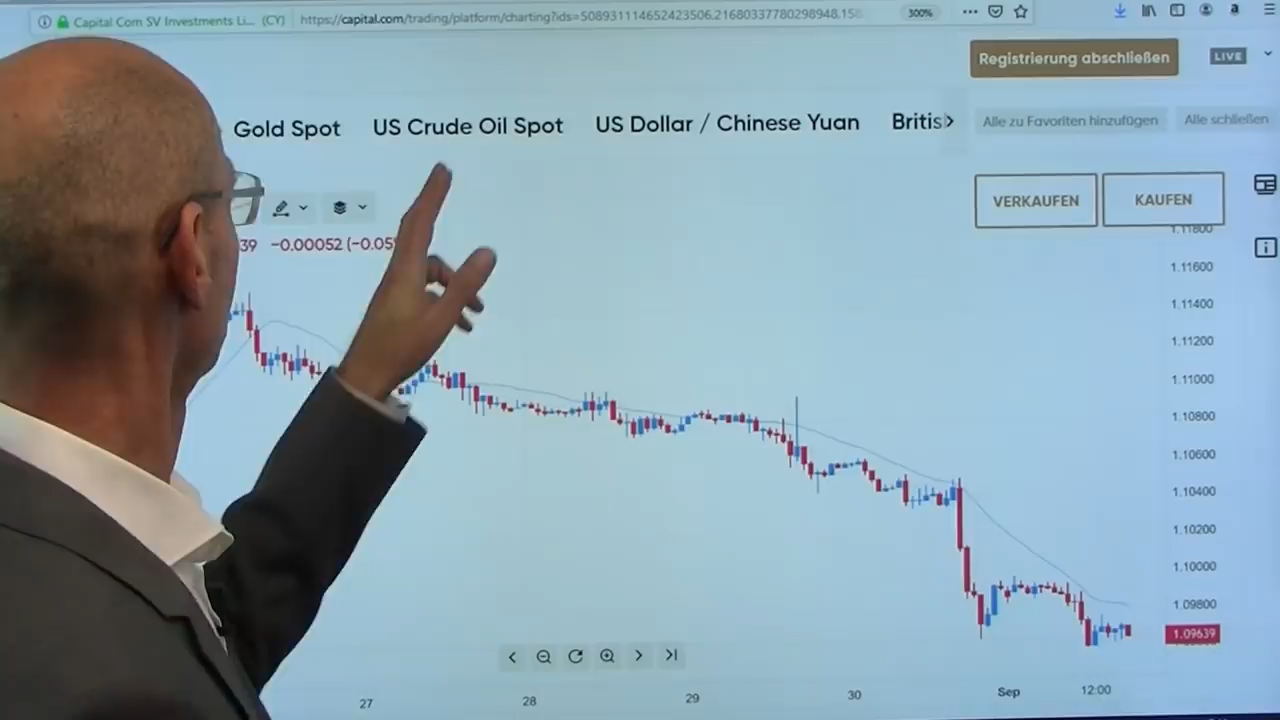 Capital Com SV Investments Li... (CY) https://capital.com/trading/platform/charting?ids=508931114652423506,21680337780298948,158 300%
Registrierung abschließen LIVE
Gold Spot US Crude Oil Spot US Dollar / Chinese Yuan Britis Alle zu Favoriten hinzufügen Alle schließen
VERKAUFEN KAUFEN
39 −0.00052 (−0.05
1.11800
1.11600
1.11400
1.11200
1.11000
1.10800
1.10600
1.10400
1.10200
1.10000
1.09800
1.09639
27 28 29 30 Sep 12:00